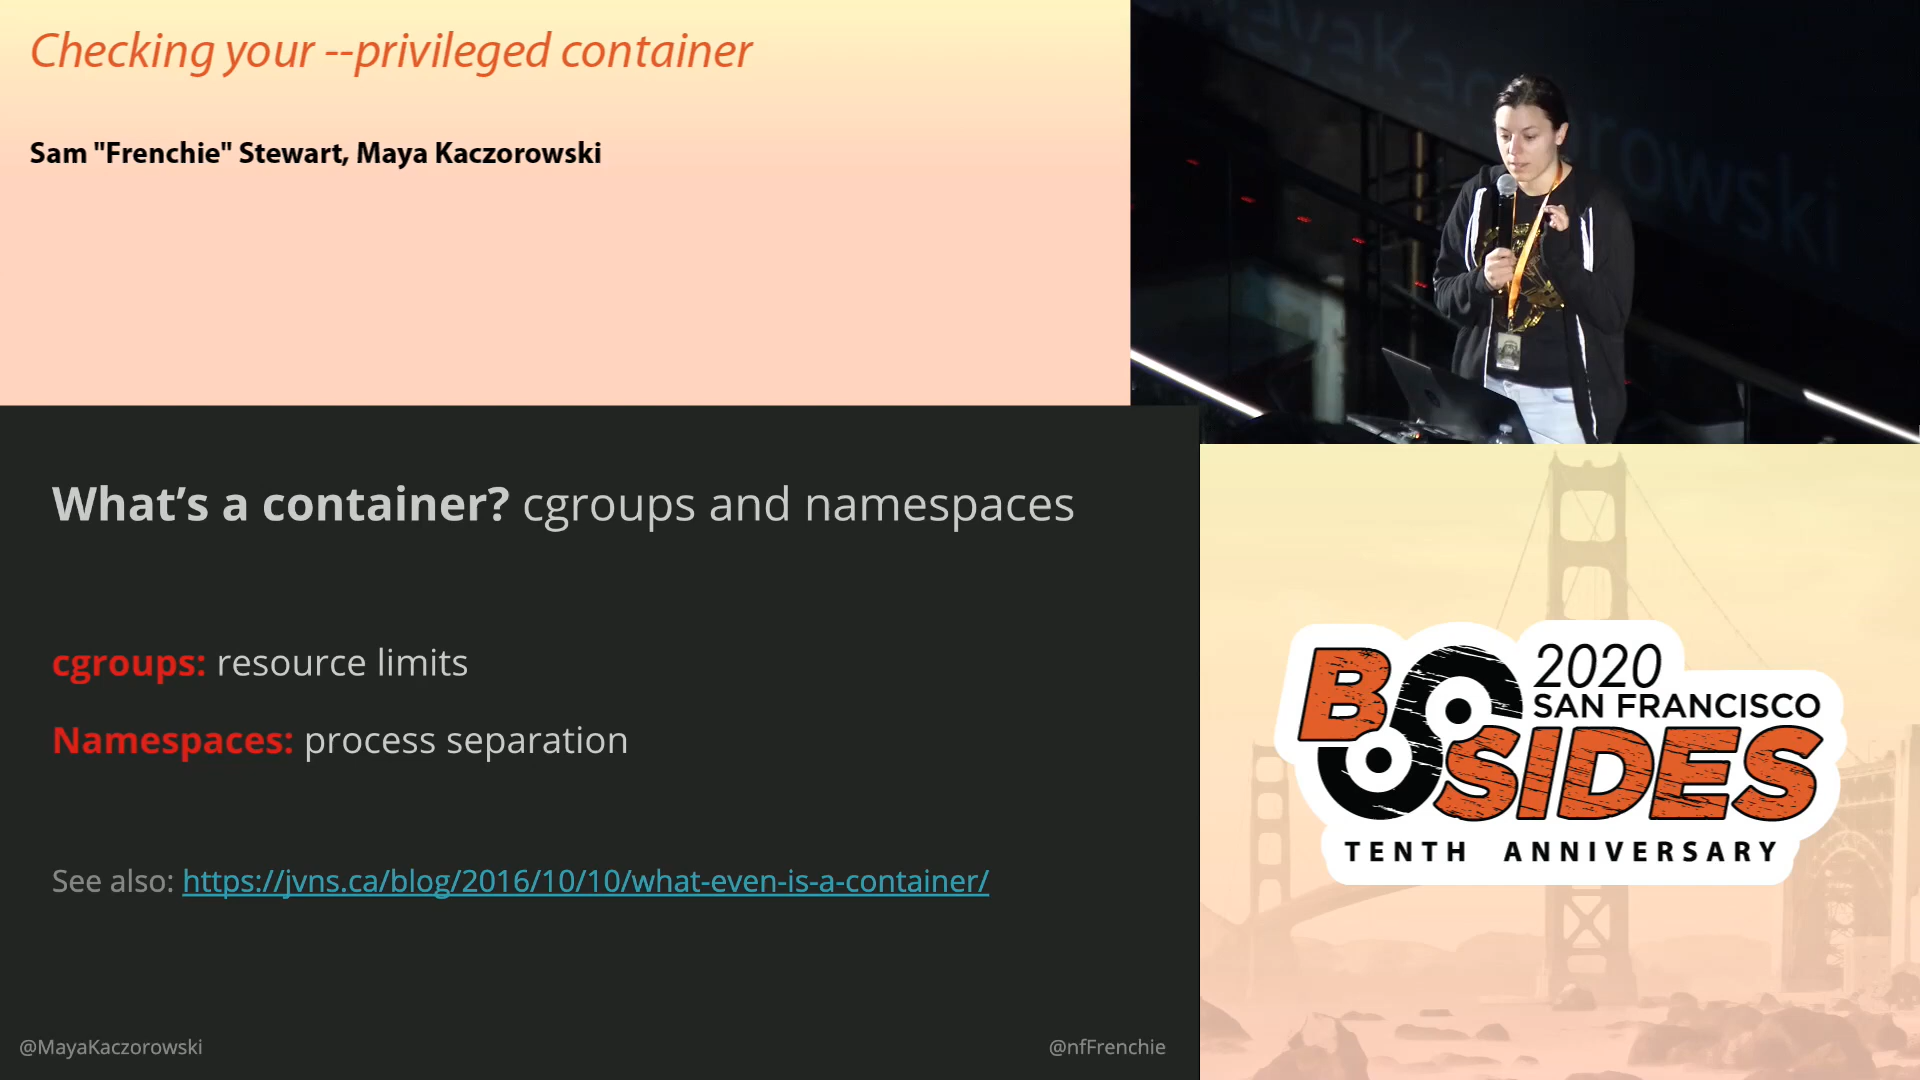 Checking your --privileged container
Sam "Frenchie" Stewart, Maya Kaczorowski
What’s a container? cgroups and namespaces
cgroups: resource limits
Namespaces: process separation
See also: https://jvns.ca/blog/2016/10/10/what-even-is-a-container/
@MayaKaczorowski
@nfFrenchie
2020
SAN FRANCISCO
BSIDES
TENTH ANNIVERSARY